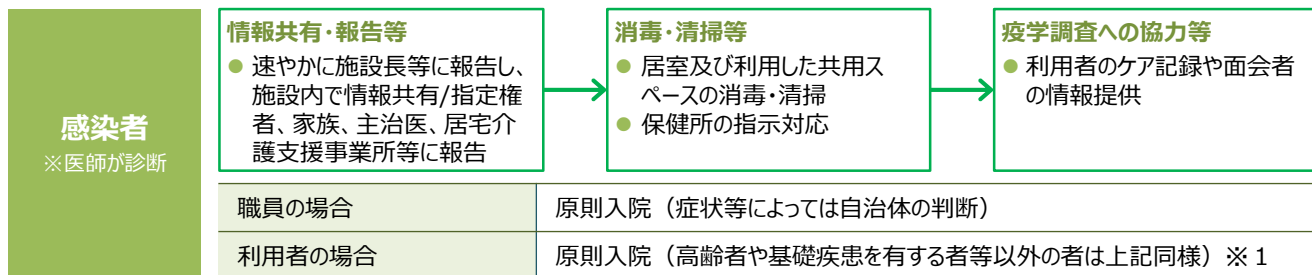 感染者
※医師が診断
情報共有・報告等
● 速やかに施設長等に報告し、
施設内で情報共有/指定権
者、家族、主治医、居宅介
護支援事業所等に報告
消毒・清掃等
● 居室及び利用した共用ス
ペースの消毒・清掃
● 保健所の指示対応
疫学調査への協力等
● 利用者のケア記録や面会者
の情報提供
職員の場合
原則入院（症状等によっては自治体の判断）
利用者の場合
原則入院（高齢者や基礎疾患を有する者等以外の者は上記同様）※１